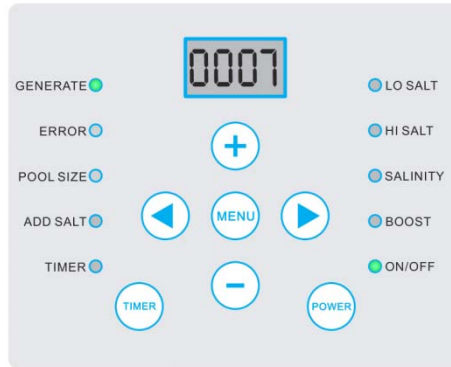 0007
GENERATE
LO SALT
ERROR
HI SALT
+
POOL SIZE
SALINITY
MENU
ADD SALT
BOOST
TIMER
ON/OFF
−
TIMER
POWER